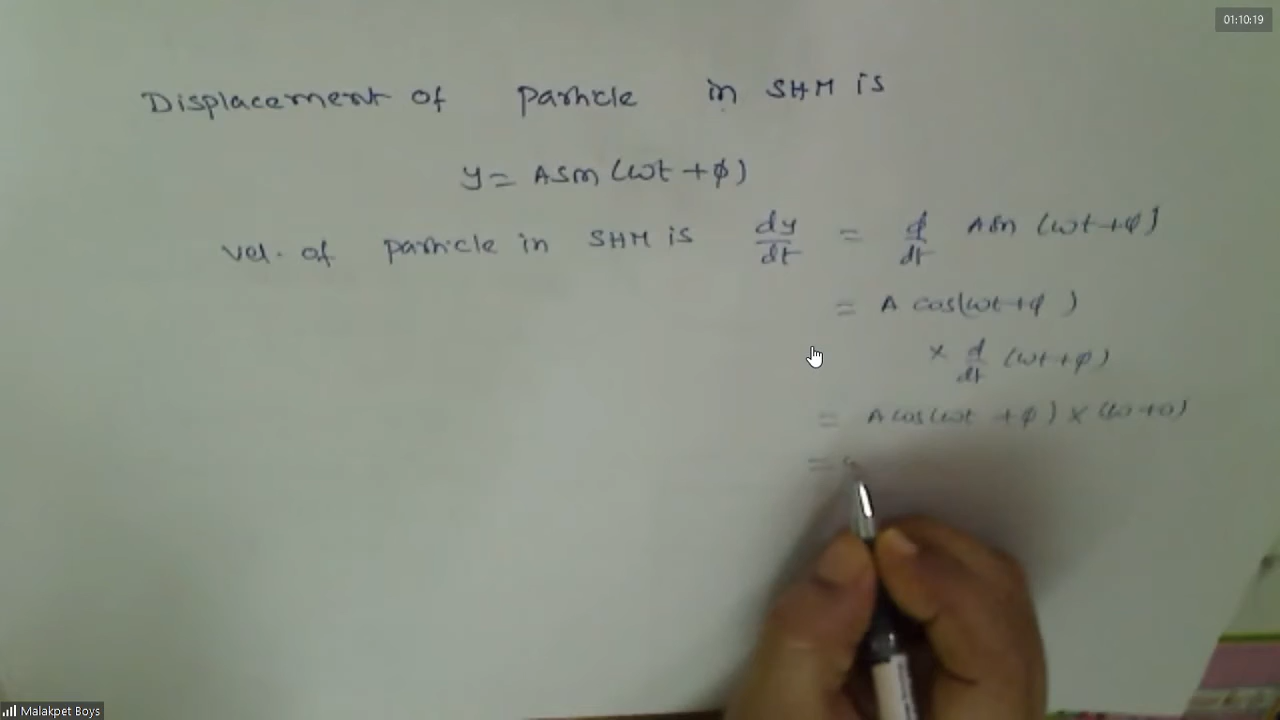 01:10:19
Displacement of particle in SHM is
y = A Sin (ωt + φ)
Vel. of particle in SHM is dy/dt = d/dt A Sin (ωt + φ)
= A cos(ωt + φ )
× d/dt (ωt + φ)
= A cos(ωt + φ) × (ω + 0)
=
Malakpet Boys